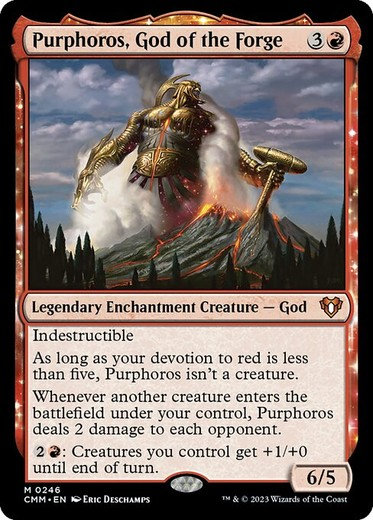 Purphoros, God of the Forge 3
Legendary Enchantment Creature — God
Indestructible
As long as your devotion to red is less
than five, Purphoros isn't a creature.
Whenever another creature enters the
battlefield under your control, Purphoros
deals 2 damage to each opponent.
2 : Creatures you control get +1/+0
until end of turn.
6/5
M 0246
CMM • EN Eric Deschamps
™ & © 2023 Wizards of the Coast